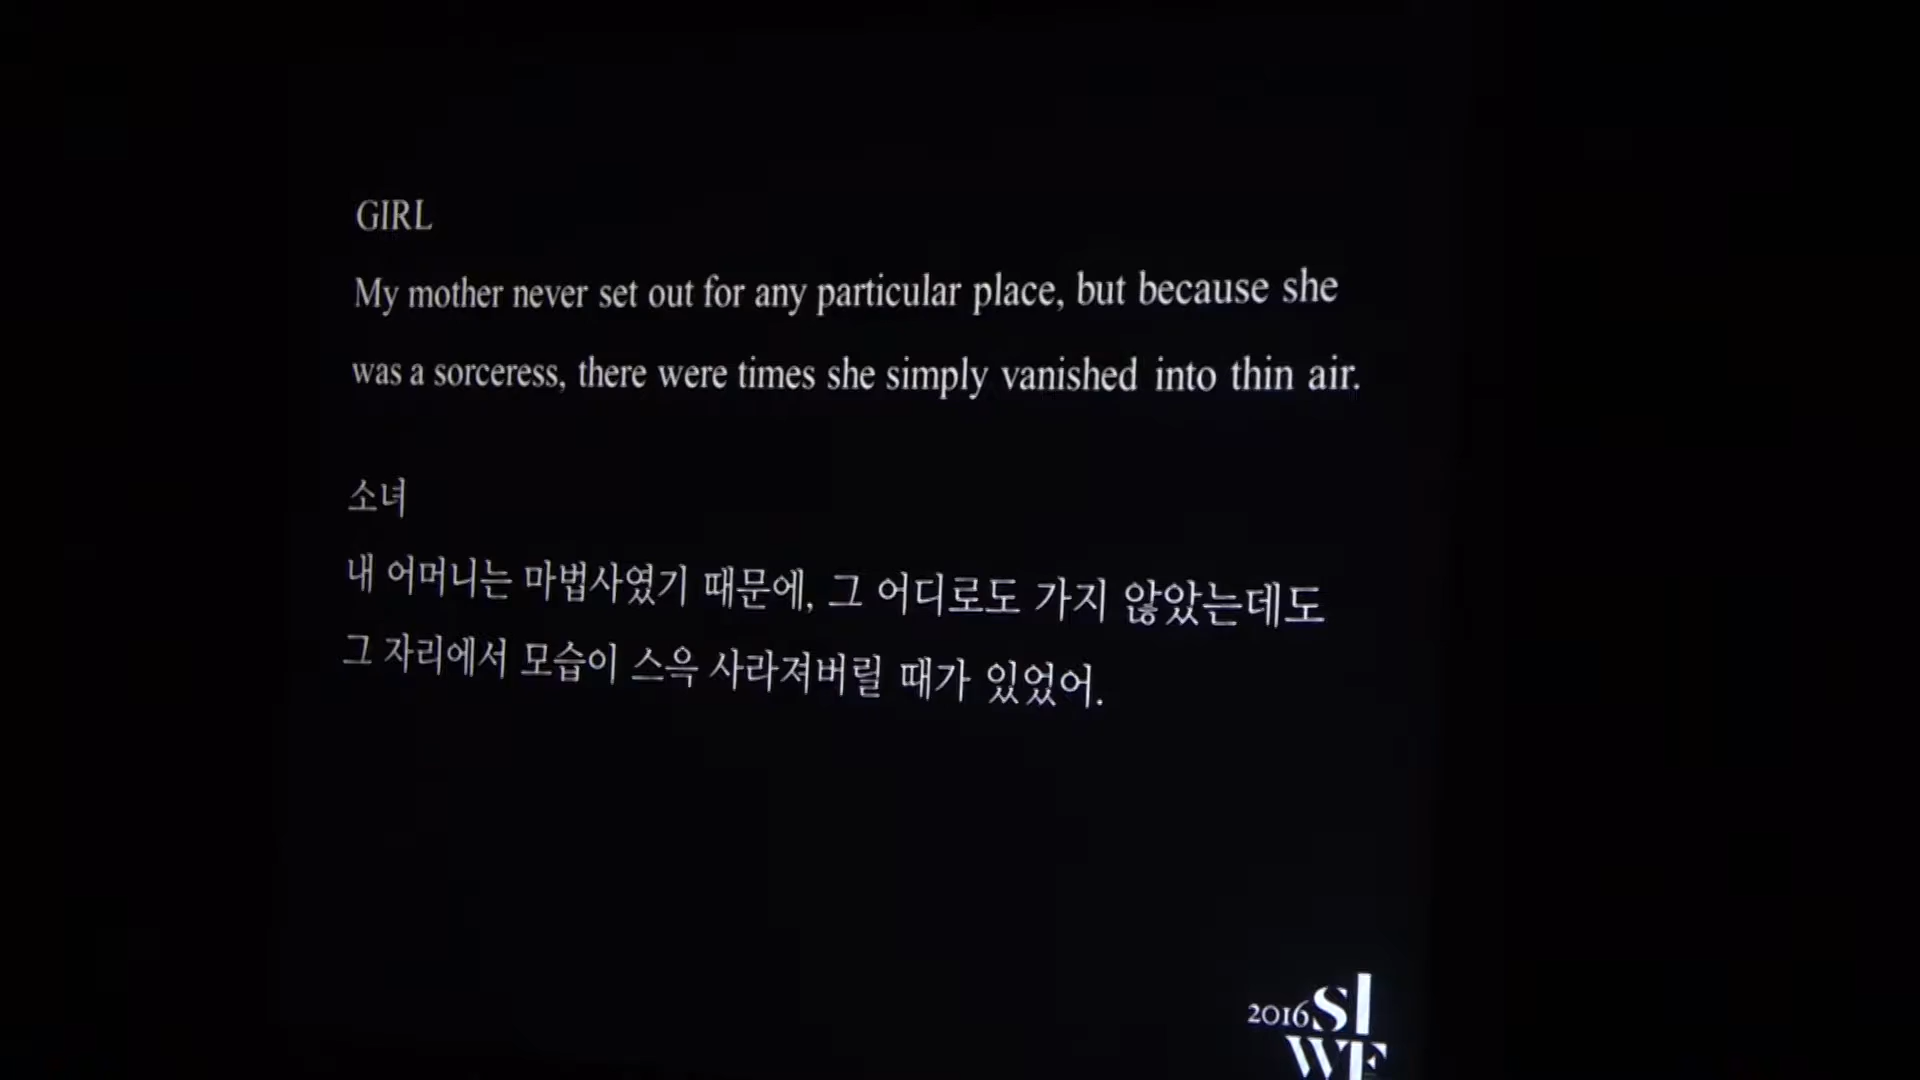 GIRL
My mother never set out for any particular place, but because she
was a sorceress, there were times she simply vanished into thin air.
소녀
내 어머니는 마법사였기 때문에, 그 어디로도 가지 않았는데도
그 자리에서 모습이 스윽 사라져버릴 때가 있었어.
2016 SI
WF